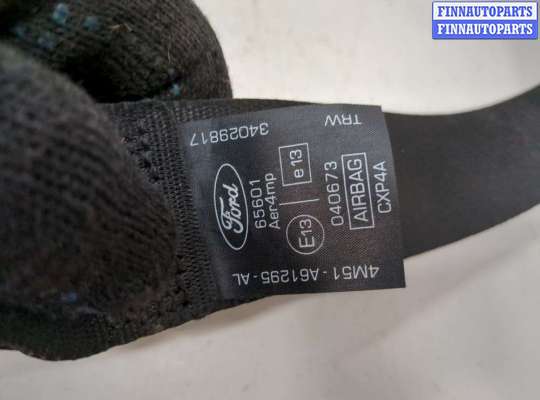 FINNAUTOPARTS
FINNAUTOPARTS
34029817
TRW
Ford
65601
Aer4mp
E13
e13
040673
AIRBAG
CXP4A
4M51 - A61295 - AL